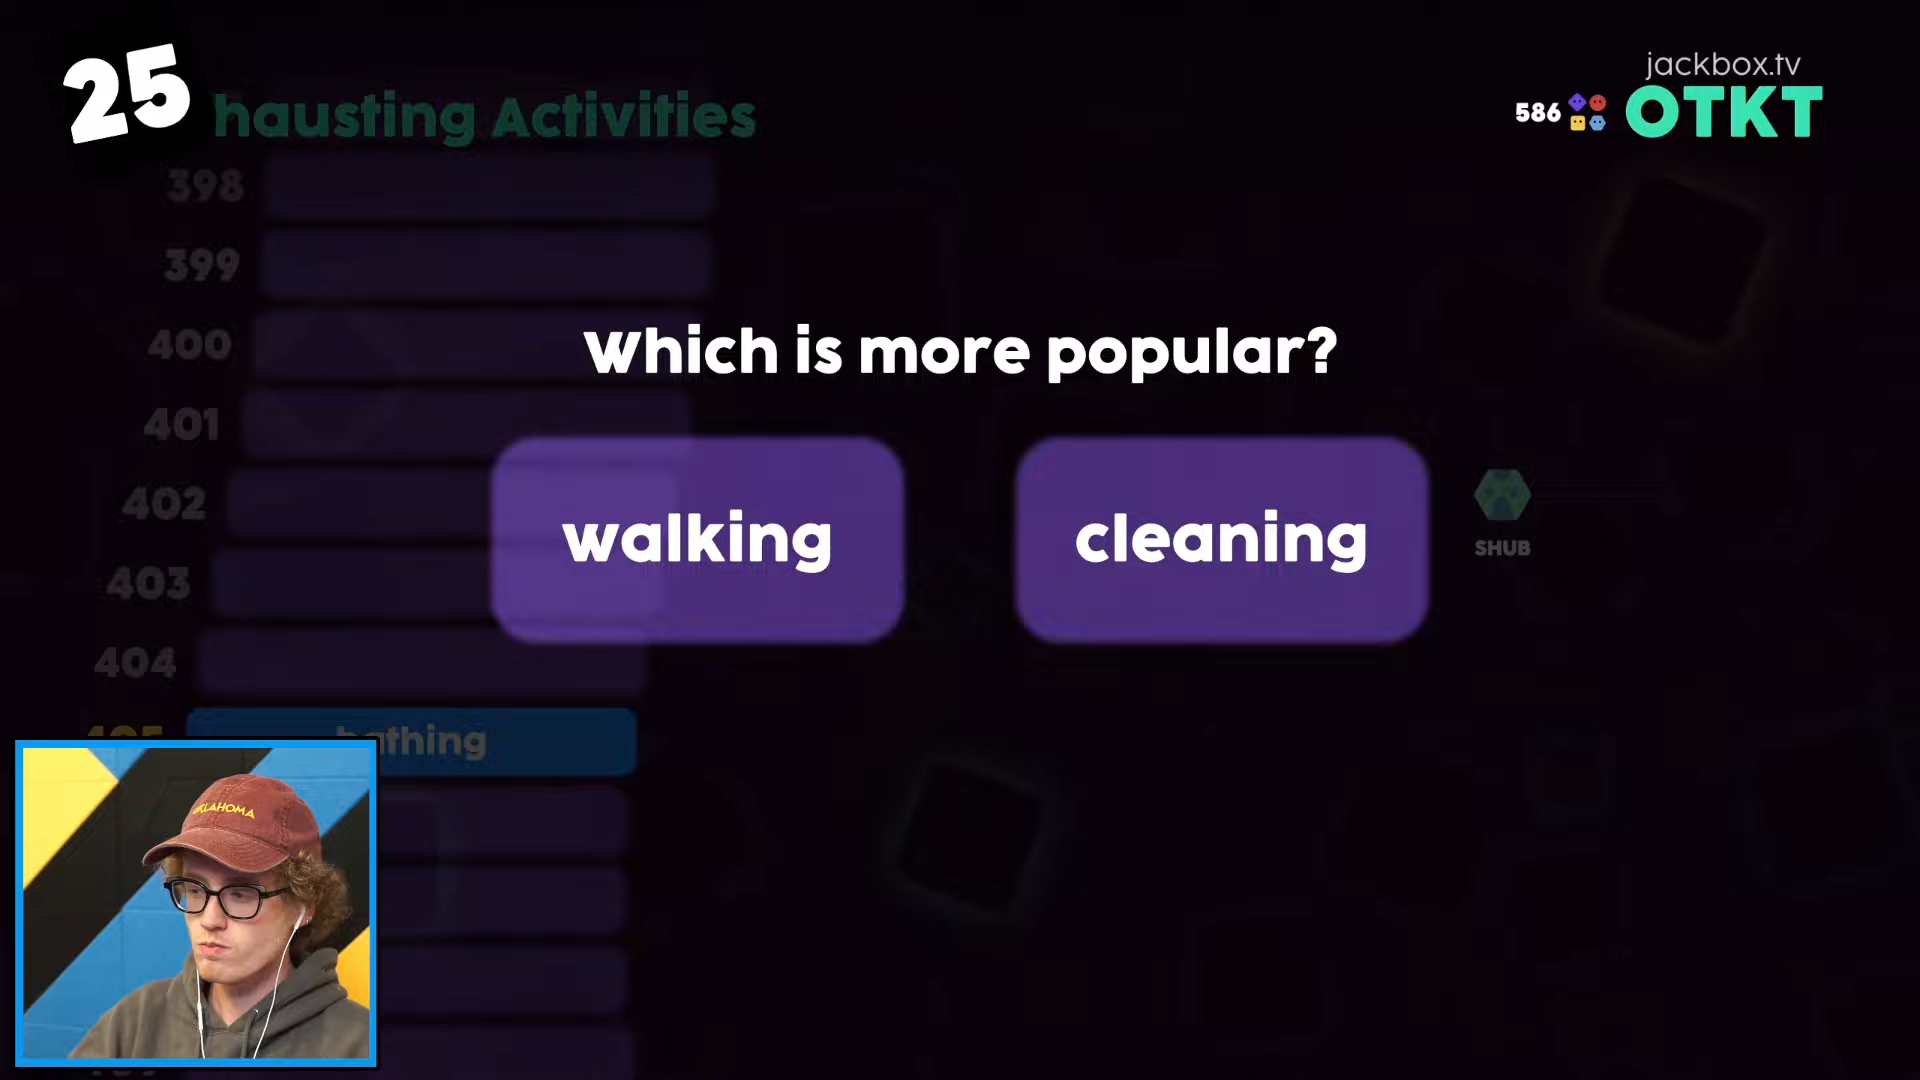 25
hausting Activities
jackbox.tv
586
OTKT
398
399
400
401
402
403
404
Which is more popular?
walking
cleaning
SHUB
bathing
OKLAHOMA